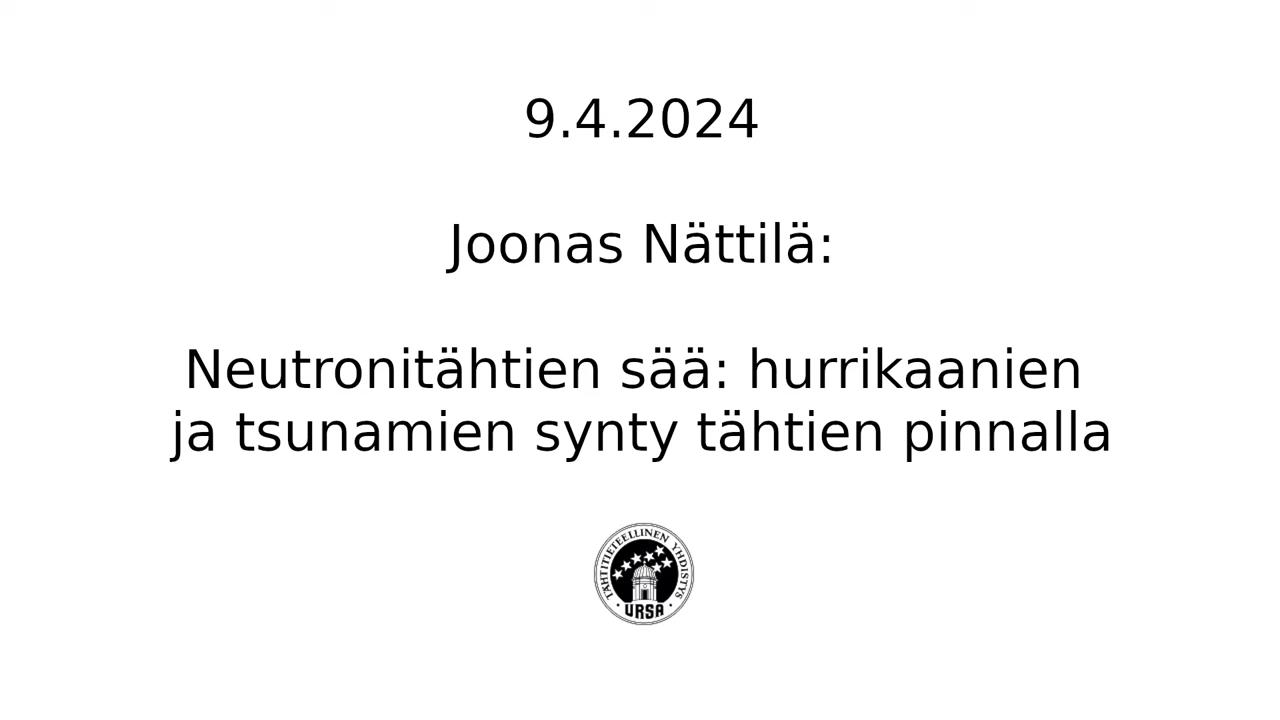 9.4.2024
Joonas Nättilä:
Neutronitähtien sää: hurrikaanien
ja tsunamien synty tähtien pinnalla
TÄHTITIETEELLINEN YHDISTYS
· URSA ·